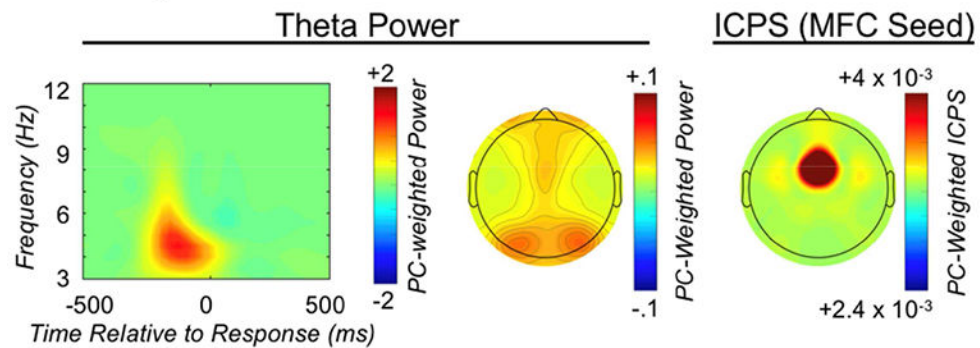 Theta Power
ICPS (MFC Seed)
Frequency (Hz)
12
9
6
3
-500
0
500
Time Relative to Response (ms)
+2
-2
PC-weighted Power
+.1
-.1
PC-Weighted Power
+4 x 10⁻³
+2.4 x 10⁻³
PC-Weighted ICPS